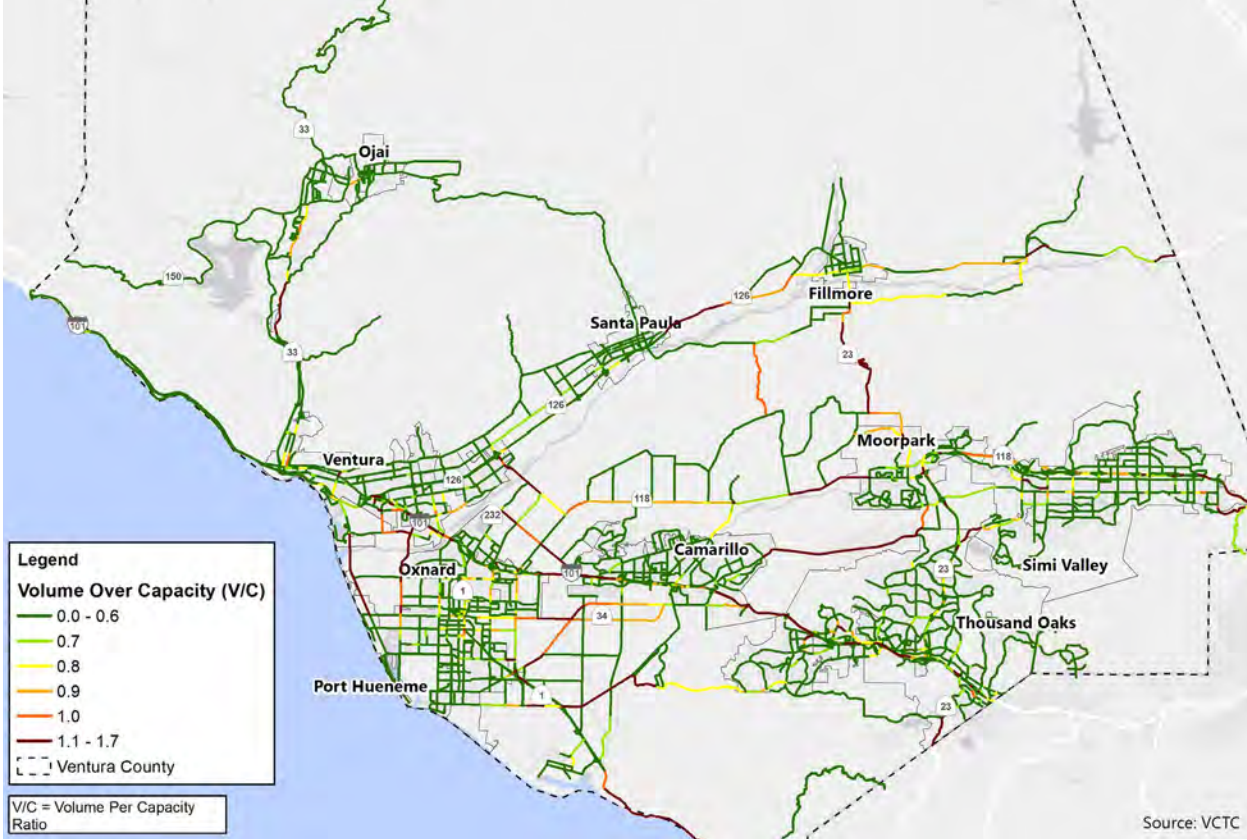 33
Ojai
150
101
126
Fillmore
Santa Paula
33
23
126
Moorpark
118
Ventura
126
118
232
101
Camarillo
101
Oxnard
Simi Valley
23
1
34
Thousand Oaks
Port Hueneme
1
23
Legend
Volume Over Capacity (V/C)
0.0 - 0.6
0.7
0.8
0.9
1.0
1.1 - 1.7
Ventura County
V/C = Volume Per Capacity
Ratio
Source: VCTC